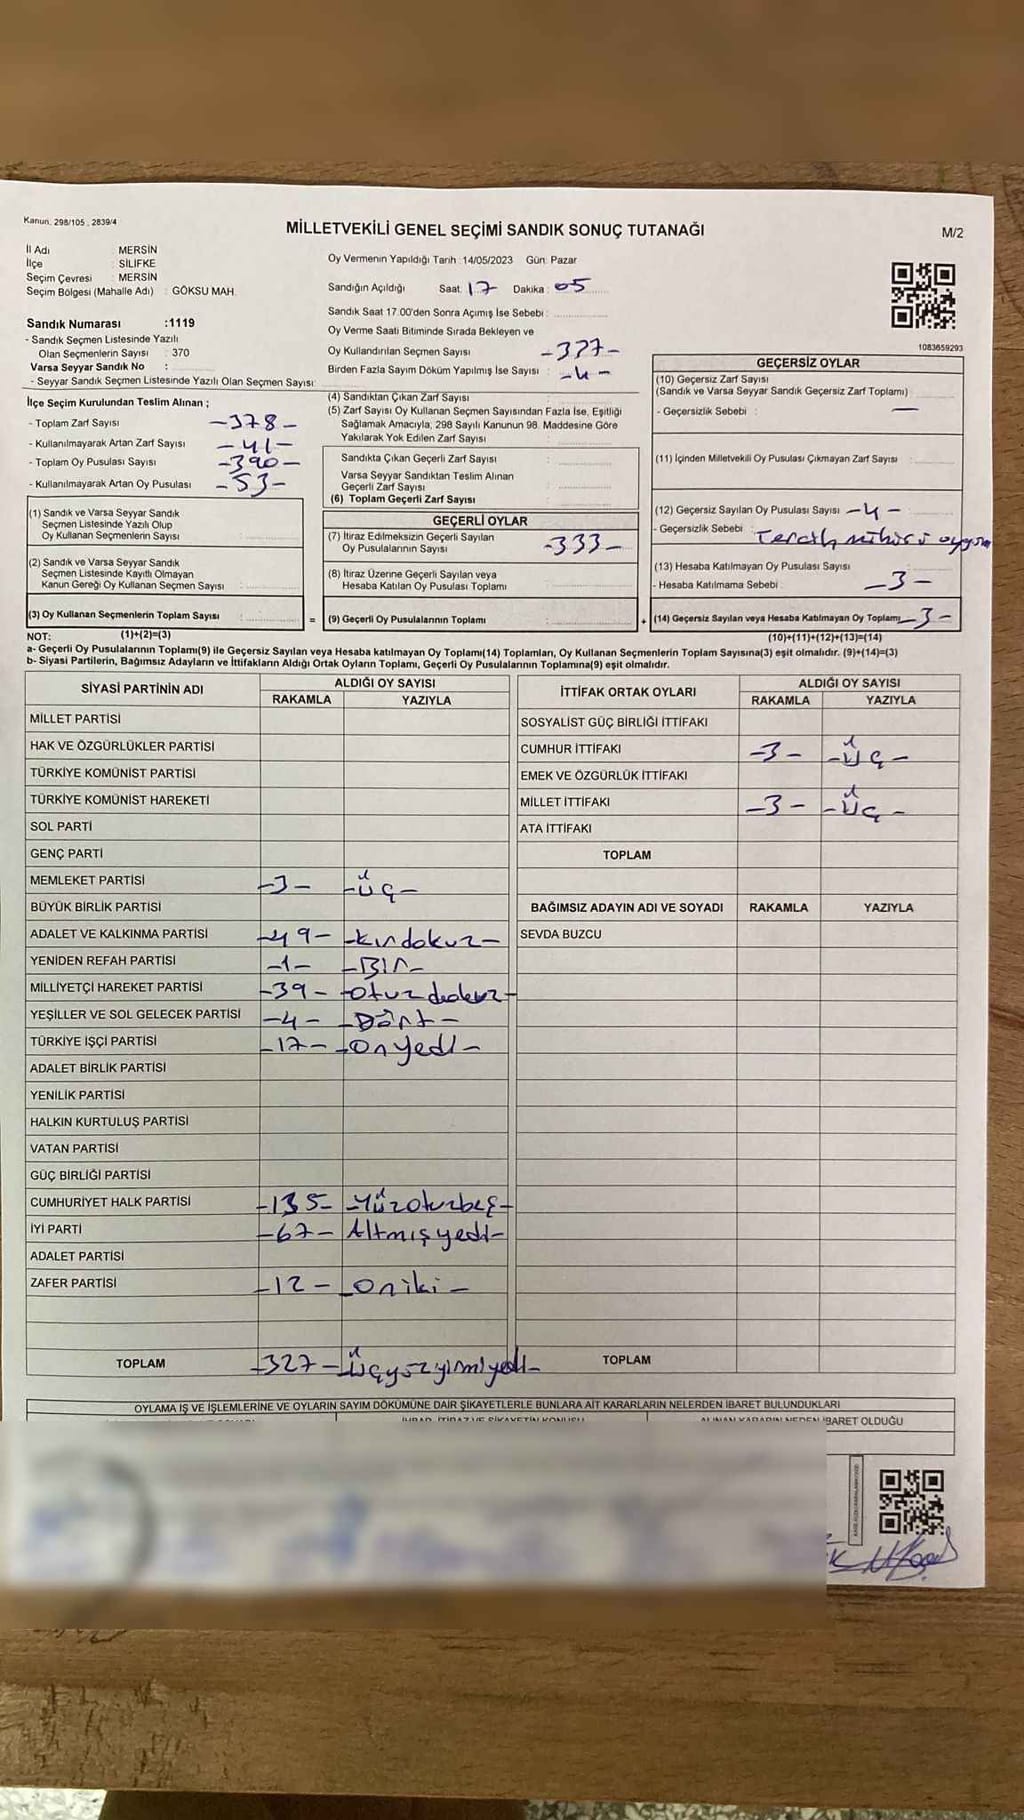 Kanun. 298/105 , 2839/4
MİLLETVEKİLİ GENEL SEÇİMİ SANDIK SONUÇ TUTANAĞI
M/2
İl Adı MERSİN
İlçe : SİLİFKE
Seçim Çevresi MERSİN
Seçim Bölgesi (Mahalle Adı) : GÖKSU MAH.
Oy Vermenin Yapıldığı Tarih : 14/05/2023 Gün: Pazar
Sandığın Açıldığı Saat: 17 Dakika : 05
Sandık Saat 17.00'den Sonra Açımış İse Sebebi :
Oy Verme Saati Bitiminde Sırada Bekleyen ve
Oy Kullandırılan Seçmen Sayısı -327-
Birden Fazla Sayım Döküm Yapılmış İse Sayısı : -4-
Sandık Numarası :1119
- Sandık Seçmen Listesinde Yazılı
Olan Seçmenlerin Sayısı : 370
Varsa Seyyar Sandık No :
- Seyyar Sandık Seçmen Listesinde Yazılı Olan Seçmen Sayısı:
1083659293
İlçe Seçim Kurulundan Teslim Alınan ;
- Toplam Zarf Sayısı -378-
- Kullanılmayarak Artan Zarf Sayısı -41-
- Toplam Oy Pusulası Sayısı -390-
- Kullanılmayarak Artan Oy Pusulası -53-
(1) Sandık ve Varsa Seyyar Sandık
Seçmen Listesinde Yazılı Olup
Oy Kullanan Seçmenlerin Sayısı
(2) Sandık ve Varsa Seyyar Sandık
Seçmen Listesinde Kayıtlı Olmayan
Kanun Gereği Oy Kullanan Seçmen Sayısı
(3) Oy Kullanan Seçmenlerin Toplam Sayısı
(4) Sandıktan Çıkan Zarf Sayısı
(5) Zarf Sayısı Oy Kullanan Seçmen Sayısından Fazla İse, Eşitliği
Sağlamak Amacıyla, 298 Sayılı Kanunun 98. Maddesine Göre
Yakılarak Yok Edilen Zarf Sayısı
Sandıkta Çıkan Geçerli Zarf Sayısı
Varsa Seyyar Sandıktan Teslim Alınan
Geçerli Zarf Sayısı
(6) Toplam Geçerli Zarf Sayısı
GEÇERLİ OYLAR
(7) İtiraz Edilmeksizin Geçerli Sayılan
Oy Pusulalarının Sayısı -333-
(8) İtiraz Üzerine Geçerli Sayılan veya
Hesaba Katılan Oy Pusulası Toplamı
= (9) Geçerli Oy Pusulalarının Toplamı
GEÇERSİZ OYLAR
(10) Geçersiz Zarf Sayısı
(Sandık ve Varsa Seyyar Sandık Geçersiz Zarf Toplamı)
- Geçersizlik Sebebi : —
(11) İçinden Milletvekili Oy Pusulası Çıkmayan Zarf Sayısı
(12) Geçersiz Sayılan Oy Pusulası Sayısı -4-
- Geçersizlik Sebebi :
(13) Hesaba Katılmayan Oy Pusulası Sayısı
- Hesaba Katılmama Sebebi : -3-
+ (14) Geçersiz Sayılan veya Hesaba Katılmayan Oy Toplamı -3-
NOT: (1)+(2)=(3) (10)+(11)+(12)+(13)=(14)
a- Geçerli Oy Pusulalarının Toplamı(9) ile Geçersiz Sayılan veya Hesaba katılmayan Oy Toplamı(14) Toplamları, Oy Kullanan Seçmenlerin Toplam Sayısına(3) eşit olmalıdır. (9)+(14)=(3)
b- Siyasi Partilerin, Bağımsız Adayların ve İttifakların Aldığı Ortak Oyların Toplamı, Geçerli Oy Pusulalarının Toplamına(9) eşit olmalıdır.
SİYASİ PARTİNİN ADI ALDIĞI OY SAYISI
RAKAMLA YAZIYLA
MİLLET PARTİSİ
HAK VE ÖZGÜRLÜKLER PARTİSİ
TÜRKİYE KOMÜNİST PARTİSİ
TÜRKİYE KOMÜNİST HAREKETİ
SOL PARTİ
GENÇ PARTİ
MEMLEKET PARTİSİ -3- -üç-
BÜYÜK BİRLİK PARTİSİ
ADALET VE KALKINMA PARTİSİ -49- -kırdokuz-
YENİDEN REFAH PARTİSİ -1- -Bir-
MİLLİYETÇİ HAREKET PARTİSİ -39- -otuzdokuz-
YEŞİLLER VE SOL GELECEK PARTİSİ -4- -Dört-
TÜRKİYE İŞÇİ PARTİSİ -17- -Onyedi-
ADALET BİRLİK PARTİSİ
YENİLİK PARTİSİ
HALKIN KURTULUŞ PARTİSİ
VATAN PARTİSİ
GÜÇ BİRLİĞİ PARTİSİ
CUMHURİYET HALK PARTİSİ -135- -Yüzotuzbeş-
İYİ PARTİ -67- Altmışyedi-
ADALET PARTİSİ
ZAFER PARTİSİ -12- -oniki-
TOPLAM -327- -üçyüzyirmiyedi-
İTTİFAK ORTAK OYLARI ALDIĞI OY SAYISI
RAKAMLA YAZIYLA
SOSYALİST GÜÇ BİRLİĞİ İTTİFAKI
CUMHUR İTTİFAKI -3- -üç-
EMEK VE ÖZGÜRLÜK İTTİFAKI
MİLLET İTTİFAKI -3- -üç-
ATA İTTİFAKI
TOPLAM
BAĞIMSIZ ADAYIN ADI VE SOYADI RAKAMLA YAZIYLA
SEVDA BUZCU
TOPLAM
OYLAMA İŞ VE İŞLEMLERİNE VE OYLARIN SAYIM DÖKÜMÜNE DAİR ŞİKAYETLERLE BUNLARA AİT KARARLARIN NELERDEN İBARET BULUNDUKLARI
İBARET OLDUĞU